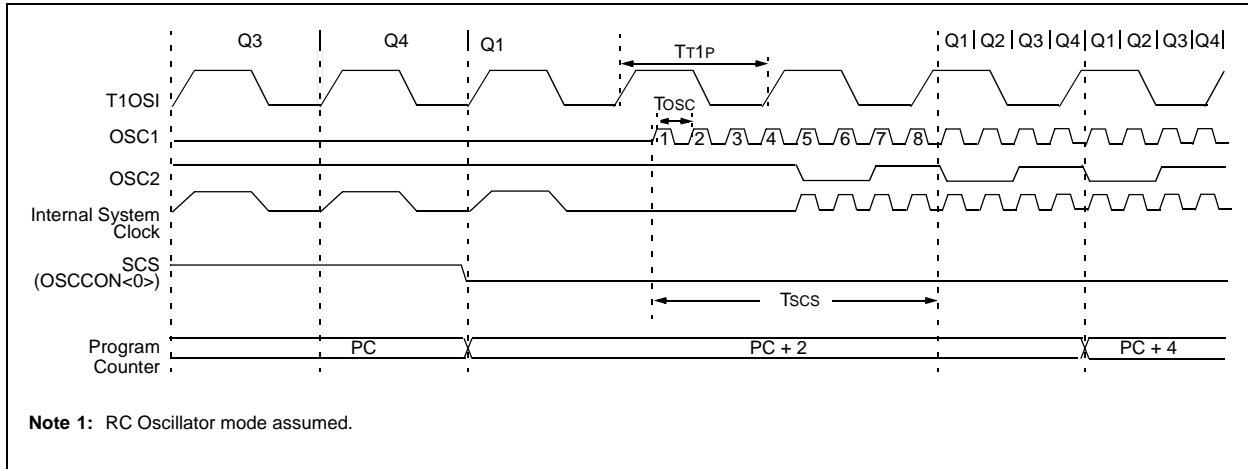 Q3 Q4 Q1 Q1 Q2 Q3 Q4 Q1 Q2 Q3 Q4
TT1P
T1OSI
TOSC
OSC1
1 2 3 4 5 6 7 8
OSC2
Internal System
Clock
SCS
(OSCCON<0>)
TSCS
Program
Counter
PC PC + 2 PC + 4
Note 1: RC Oscillator mode assumed.